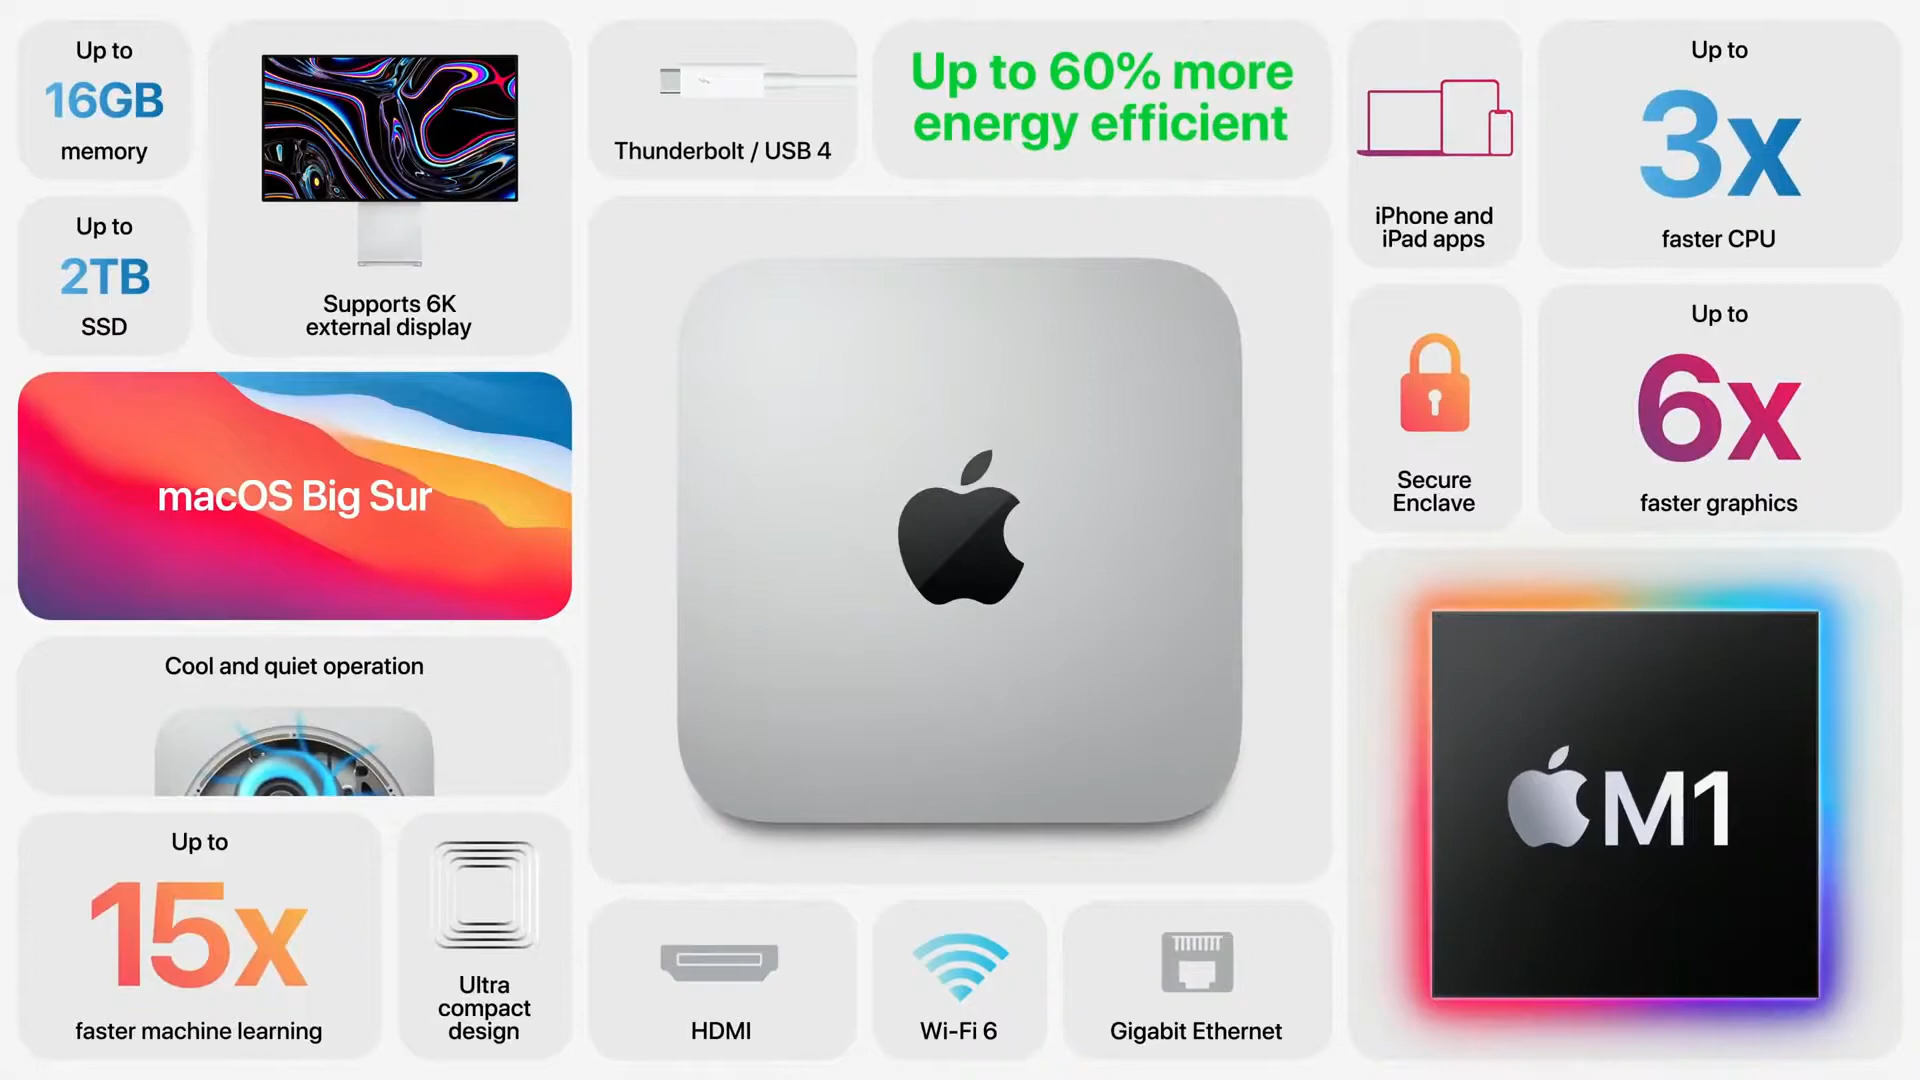 Up to
16GB
memory
Up to
2TB
SSD
Supports 6K
external display
Thunderbolt / USB 4
Up to 60% more
energy efficient
iPhone and
iPad apps
Up to
3x
faster CPU
Secure
Enclave
Up to
6x
faster graphics
macOS Big Sur
Cool and quiet operation
Up to
15x
faster machine learning
Ultra
compact
design
HDMI
Wi-Fi 6
Gigabit Ethernet
M1